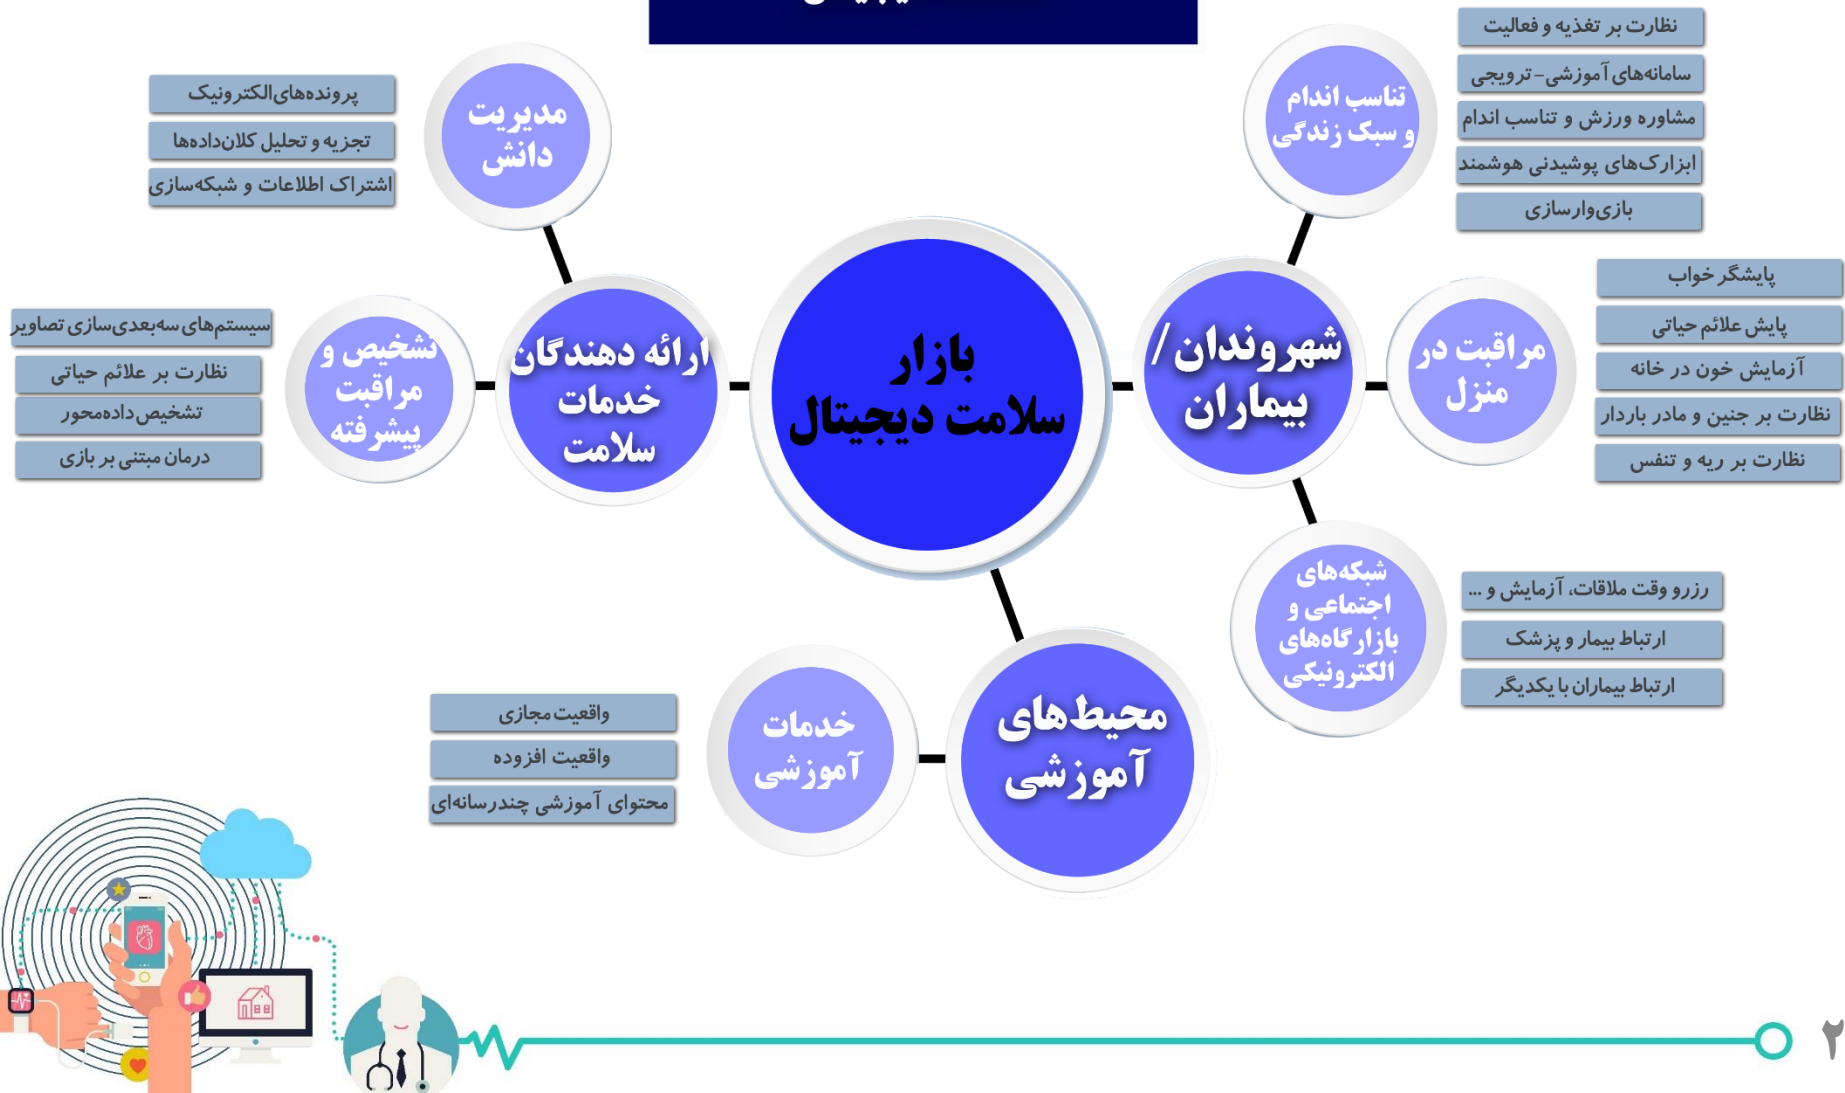 نظارت بر تغذیه و فعالیت
سامانه‌های آموزشی-ترویجی
مشاوره ورزش و تناسب اندام
ابزارک‌های پوشیدنی هوشمند
بازی‌وارسازی
تناسب اندام
و سبک زندگی
پایشگر خواب
پایش علائم حیاتی
آزمایش خون در خانه
نظارت بر جنین و مادر باردار
نظارت بر ریه و تنفس
مراقبت در
منزل
شهروندان/
بیماران
شبکه‌های
اجتماعی و
بازارگاه‌های
الکترونیکی
رزرو وقت ملاقات، آزمایش و ...
ارتباط بیمار و پزشک
ارتباط بیماران با یکدیگر
بازار
سلامت دیجیتال
مدیریت
دانش
پرونده‌های الکترونیک
تجزیه و تحلیل کلان‌داده‌ها
اشتراک اطلاعات و شبکه‌سازی
ارائه دهندگان
خدمات
سلامت
تشخیص و
مراقبت
پیشرفته
سیستم‌های سه‌بعدی‌سازی تصاویر
نظارت بر علائم حیاتی
تشخیص داده‌محور
درمان مبتنی بر بازی
محیط‌های
آموزشی
خدمات
آموزشی
واقعیت مجازی
واقعیت افزوده
محتوای آموزشی چندرسانه‌ای
۲